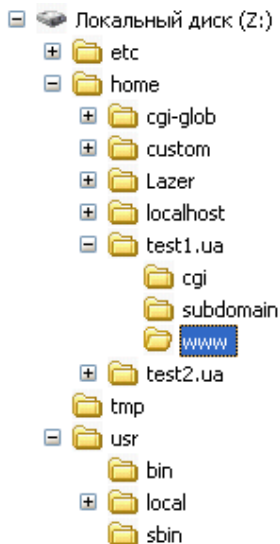 Локальный диск (Z:)
etc
home
cgi-glob
custom
Lazer
localhost
test1.ua
cgi
subdomain
www
test2.ua
tmp
usr
bin
local
sbin